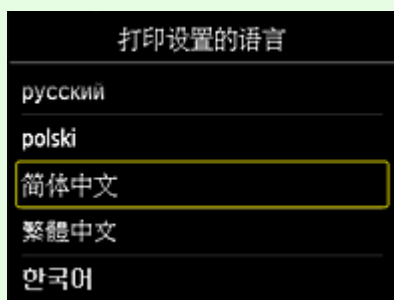 打印设置的语言
русский
polski
简体中文
繁體中文
한국어